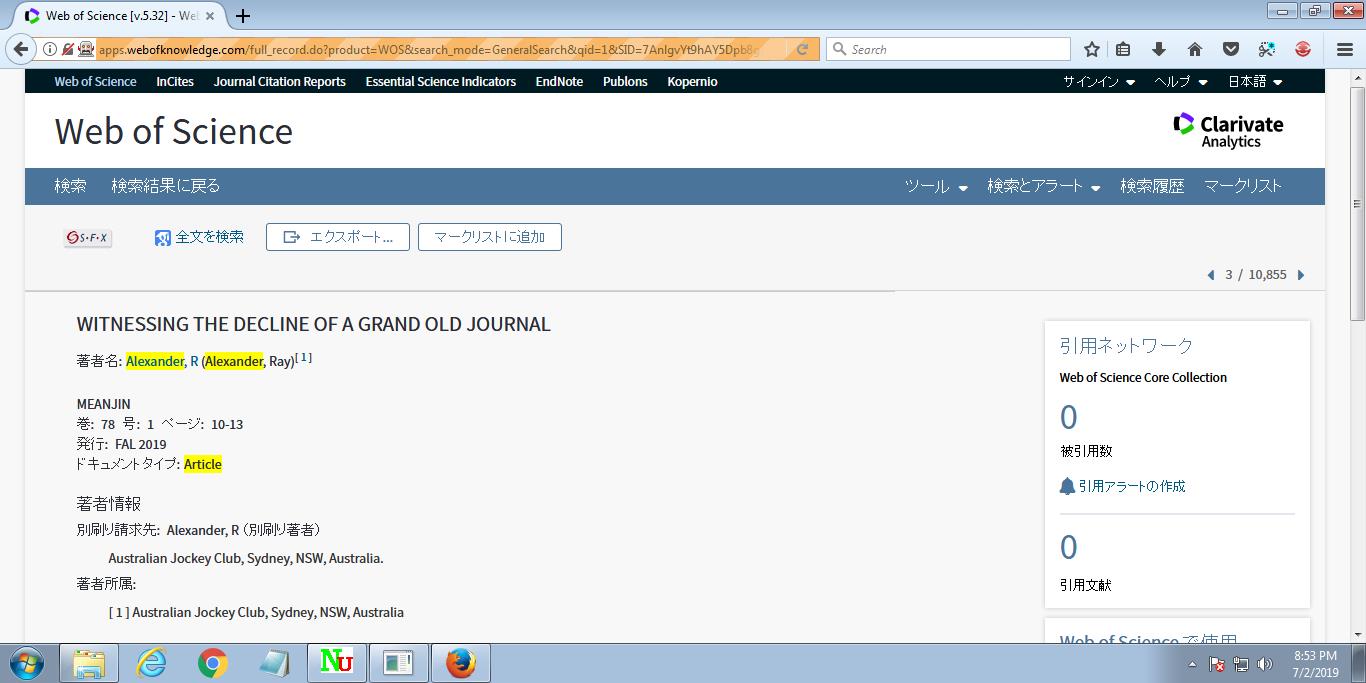 Web of Science [v.5.32] - Web
apps.webofknowledge.com/full_record.do?product=WOS&search_mode=GeneralSearch&qid=1&SID=7AnIgvYt9hAY5Dpb8g
Search
Web of Science InCites Journal Citation Reports Essential Science Indicators EndNote Publons Kopernio サインイン ヘルプ 日本語
Web of Science
Clarivate
Analytics
検索 検索結果に戻る ツール 検索とアラート 検索履歴 マークリスト
S·F·X 全文を検索 エクスポート... マークリストに追加
3 / 10,855
WITNESSING THE DECLINE OF A GRAND OLD JOURNAL
著者名: Alexander, R (Alexander, Ray)[ 1 ]
MEANJIN
巻: 78 号: 1 ページ: 10-13
発行: FAL 2019
ドキュメントタイプ: Article
著者情報
別刷り請求先: Alexander, R (別刷り著者)
Australian Jockey Club, Sydney, NSW, Australia.
著者所属:
[ 1 ] Australian Jockey Club, Sydney, NSW, Australia
引用ネットワーク
Web of Science Core Collection
0
被引用数
引用アラートの作成
0
引用文献
Web of Science で使用
Nu
8:53 PM
7/2/2019